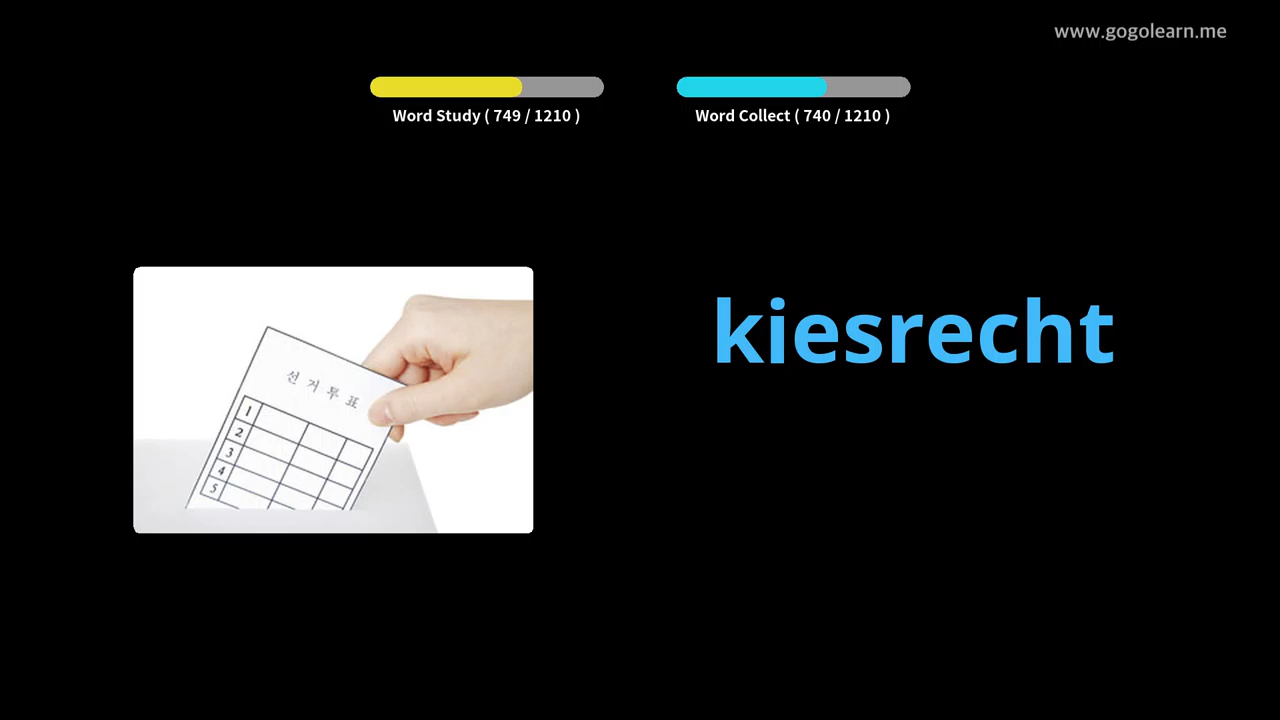 www.gogolearn.me
Word Study ( 749 / 1210 )
Word Collect ( 740 / 1210 )
kiesrecht
선거투표
1
2
3
4
5